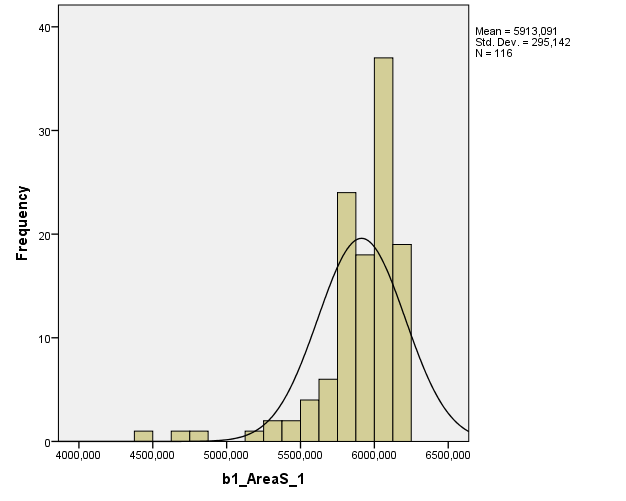 Mean = 5913,091
Std. Dev. = 295,142
N = 116
40
30
20
10
0
Frequency
4000,000 4500,000 5000,000 5500,000 6000,000 6500,000
b1_AreaS_1